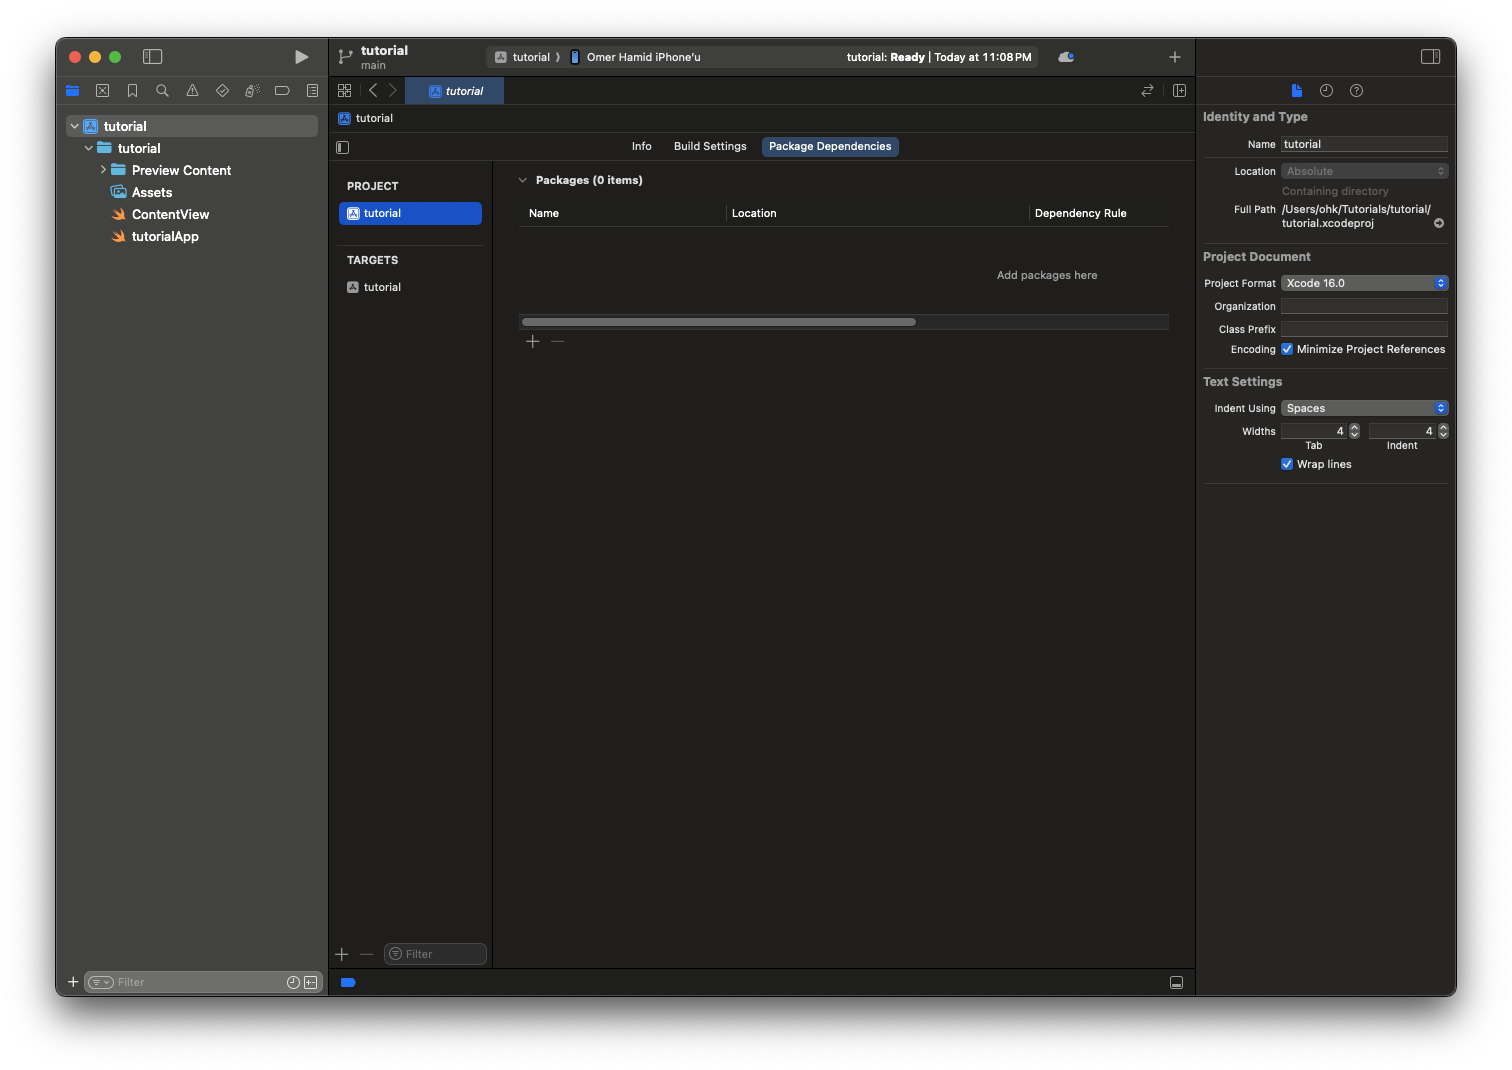 tutorial
main
tutorial
Omer Hamid iPhone'u
tutorial: Ready | Today at 11:08 PM
tutorial
tutorial
tutorial
Preview Content
Assets
ContentView
tutorialApp
Filter
tutorial
Info
Build Settings
Package Dependencies
PROJECT
tutorial
TARGETS
tutorial
Filter
Packages (0 items)
Name
Location
Dependency Rule
Add packages here
Identity and Type
Name tutorial
Location Absolute
Containing directory
Full Path /Users/ohk/Tutorials/tutorial/
tutorial.xcodeproj
Project Document
Project Format Xcode 16.0
Organization
Class Prefix
Encoding Minimize Project References
Text Settings
Indent Using Spaces
Widths 4 4
Tab Indent
Wrap lines